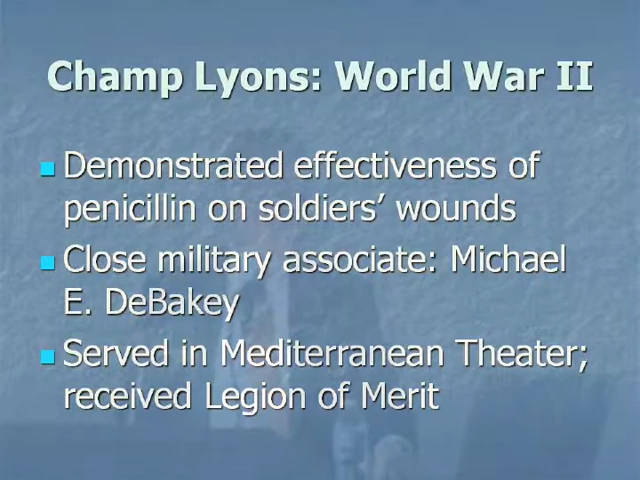 Champ Lyons: World War II
Demonstrated effectiveness of
penicillin on soldiers’ wounds
Close military associate: Michael
E. DeBakey
Served in Mediterranean Theater;
received Legion of Merit